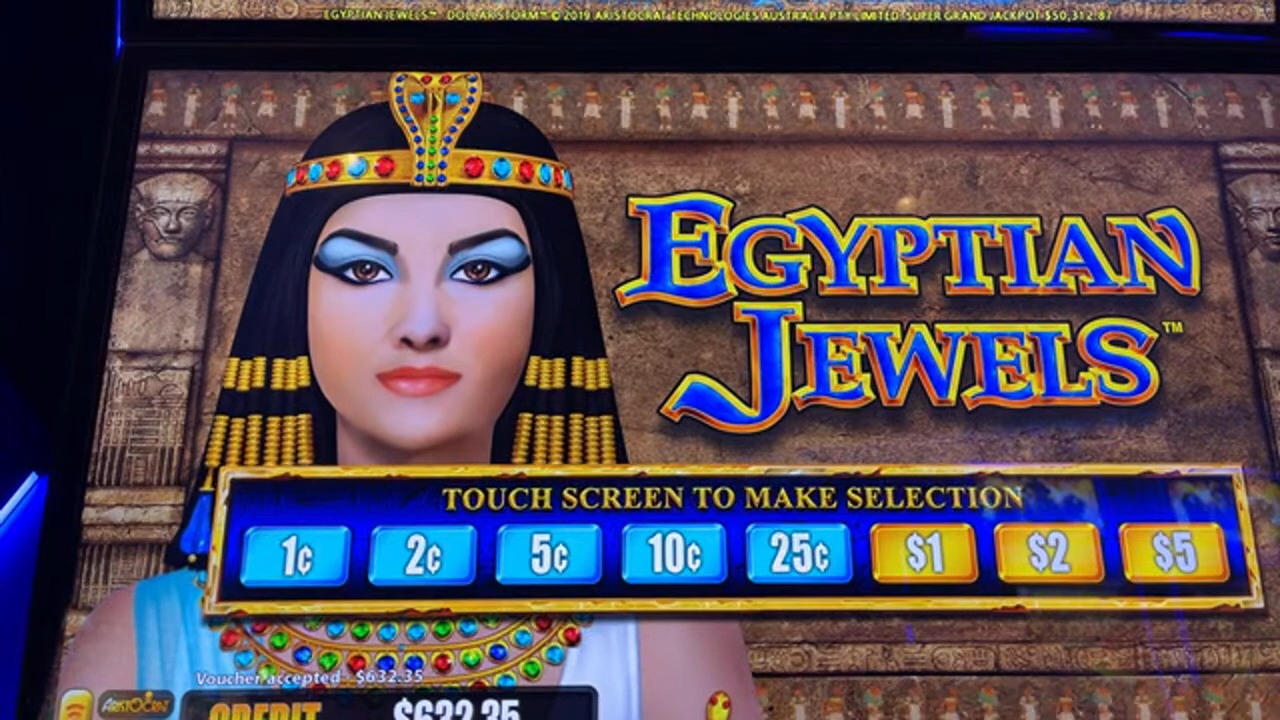 EGYPTIAN JEWELS™ DOLLAR STORM™ © 2019 ARISTOCRAT TECHNOLOGIES AUSTRALIA PTY LIMITED SUPER GRAND JACKPOT $50,312.87
EGYPTIAN
JEWELS™
TOUCH SCREEN TO MAKE SELECTION
1¢ 2¢ 5¢ 10¢ 25¢ $1 $2 $5
Voucher accepted - $632.35
ARISTOCRAT
CREDIT $632.35